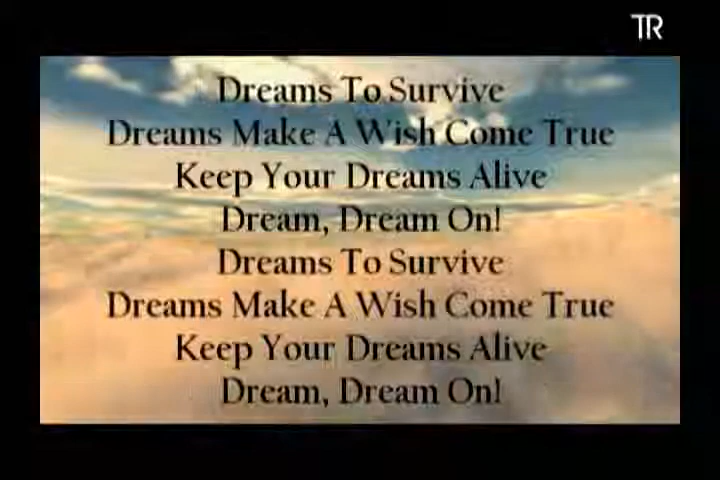 TR
Dreams To Survive
Dreams Make A Wish Come True
Keep Your Dreams Alive
Dream, Dream On!
Dreams To Survive
Dreams Make A Wish Come True
Keep Your Dreams Alive
Dream, Dream On!